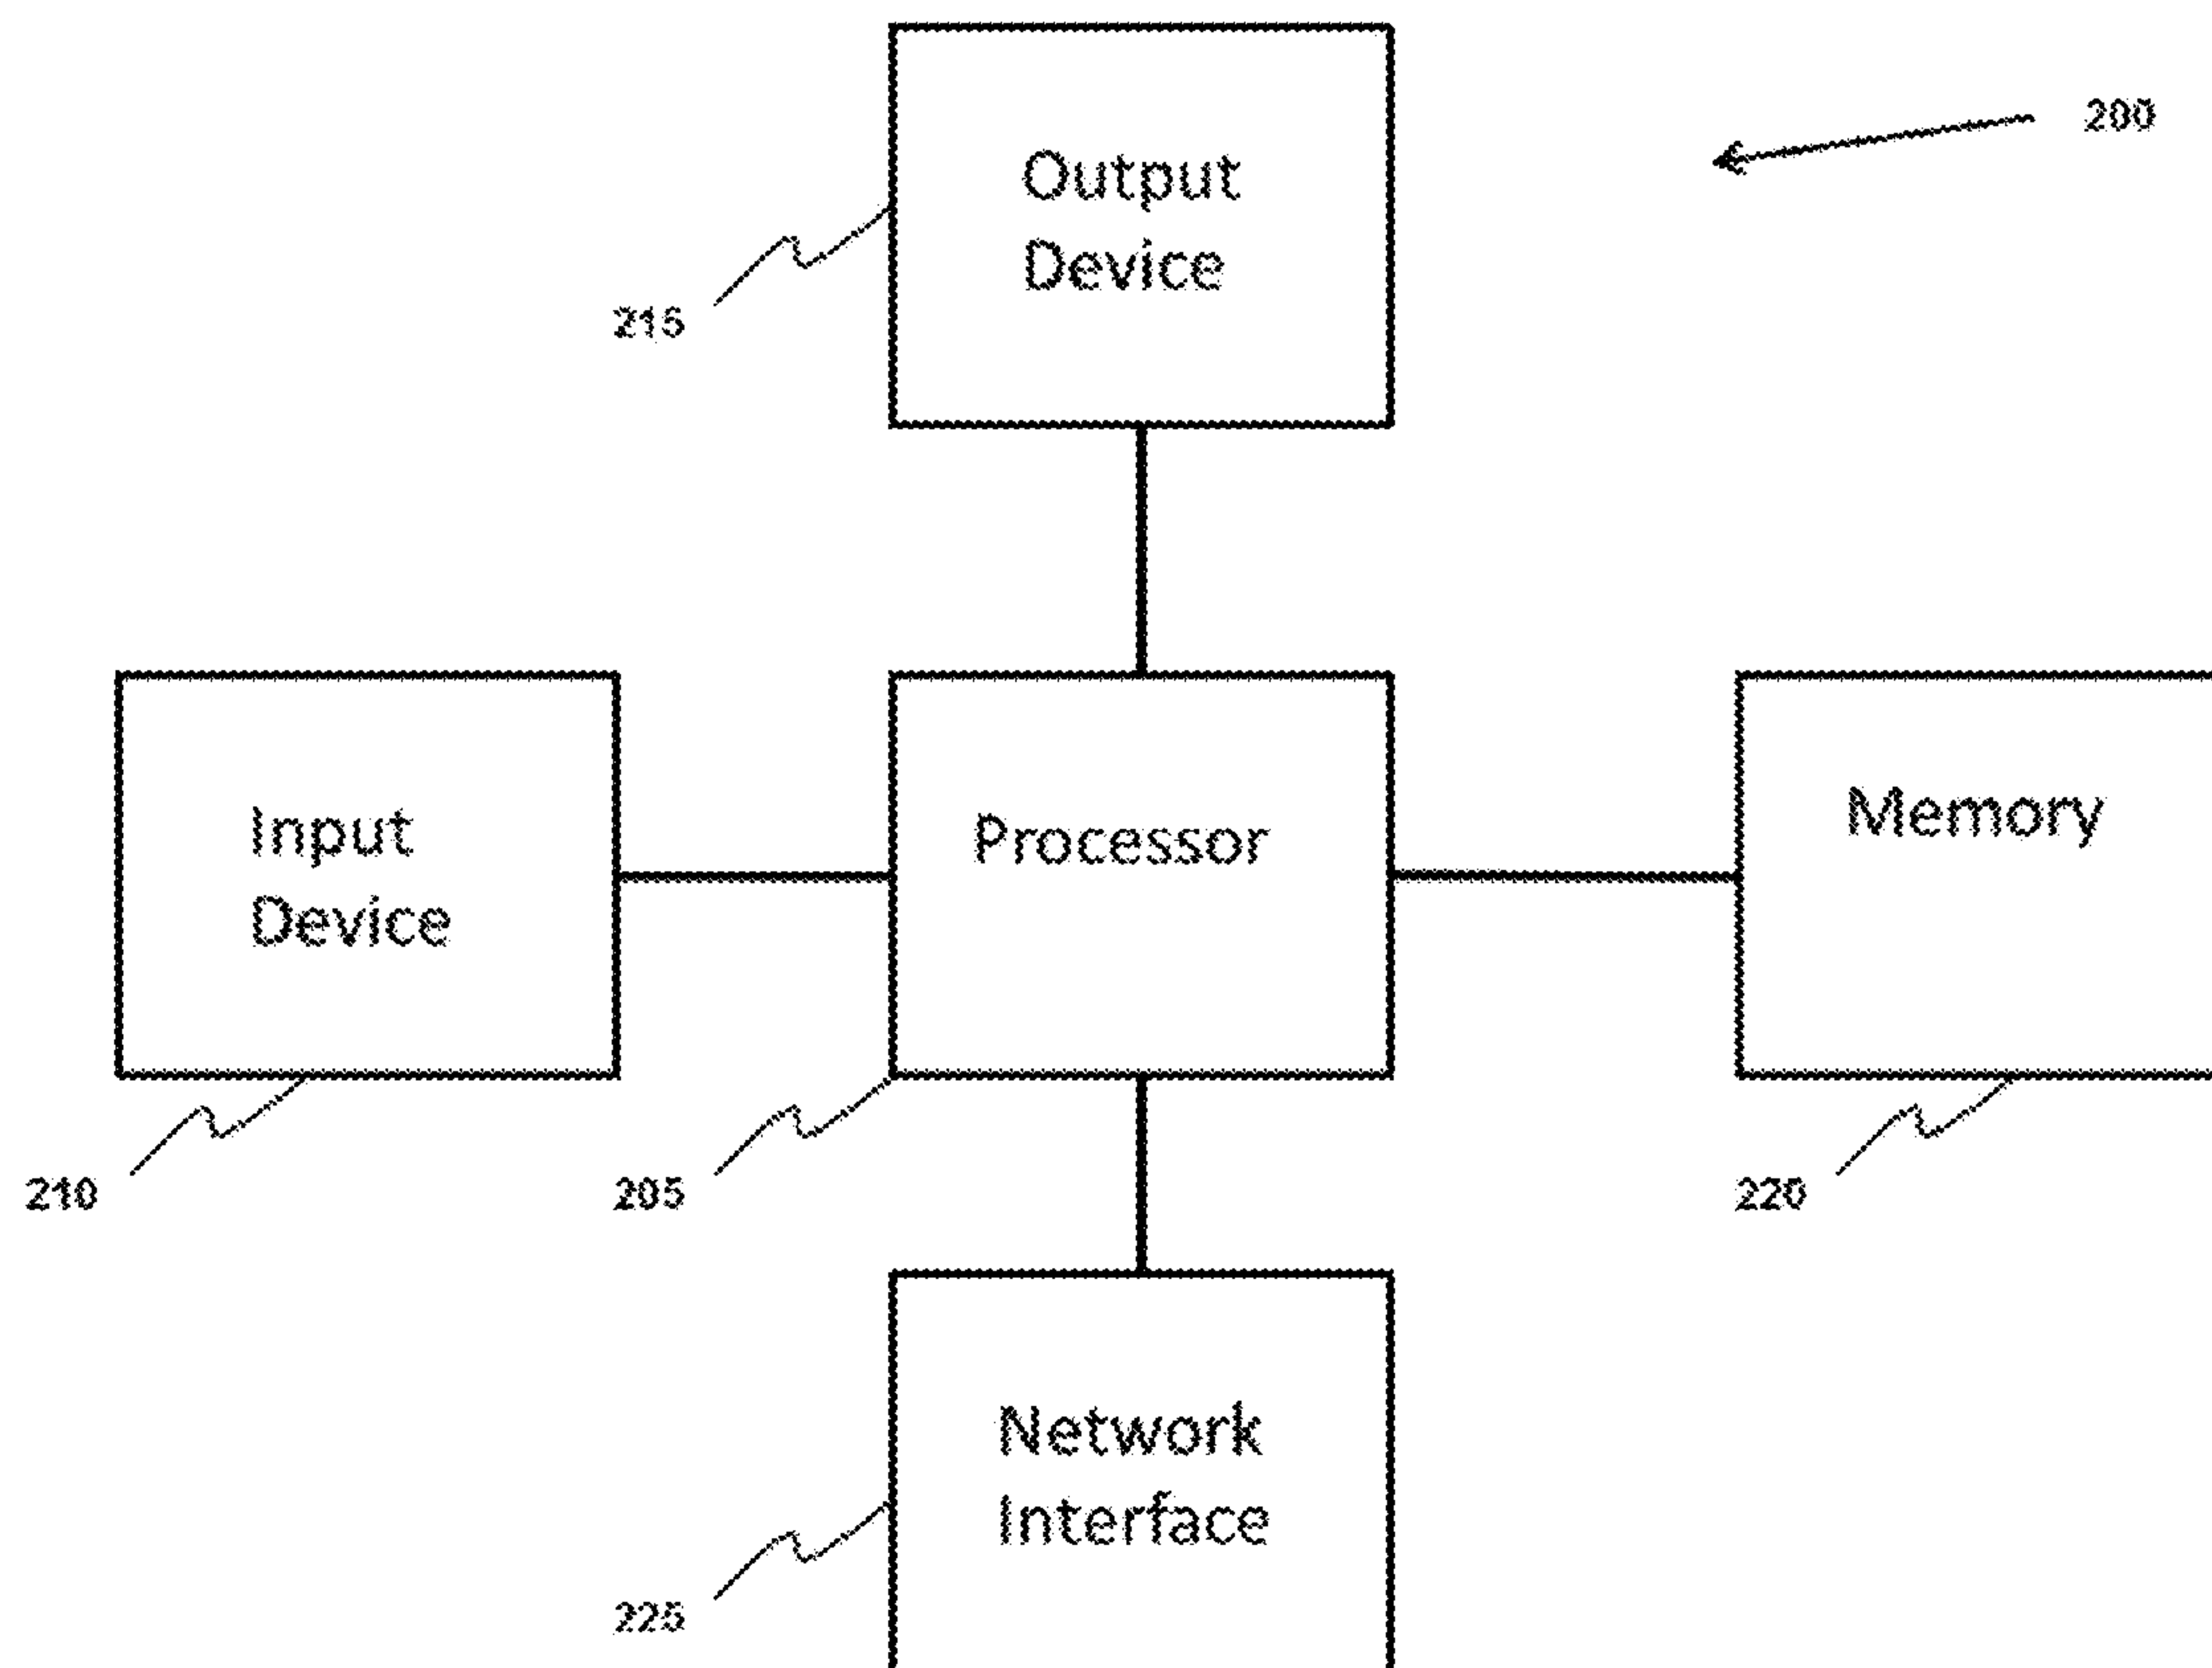 200
Output
Device
215
Input
Device
Processor
Memory
210
205
220
Network
Interface
225